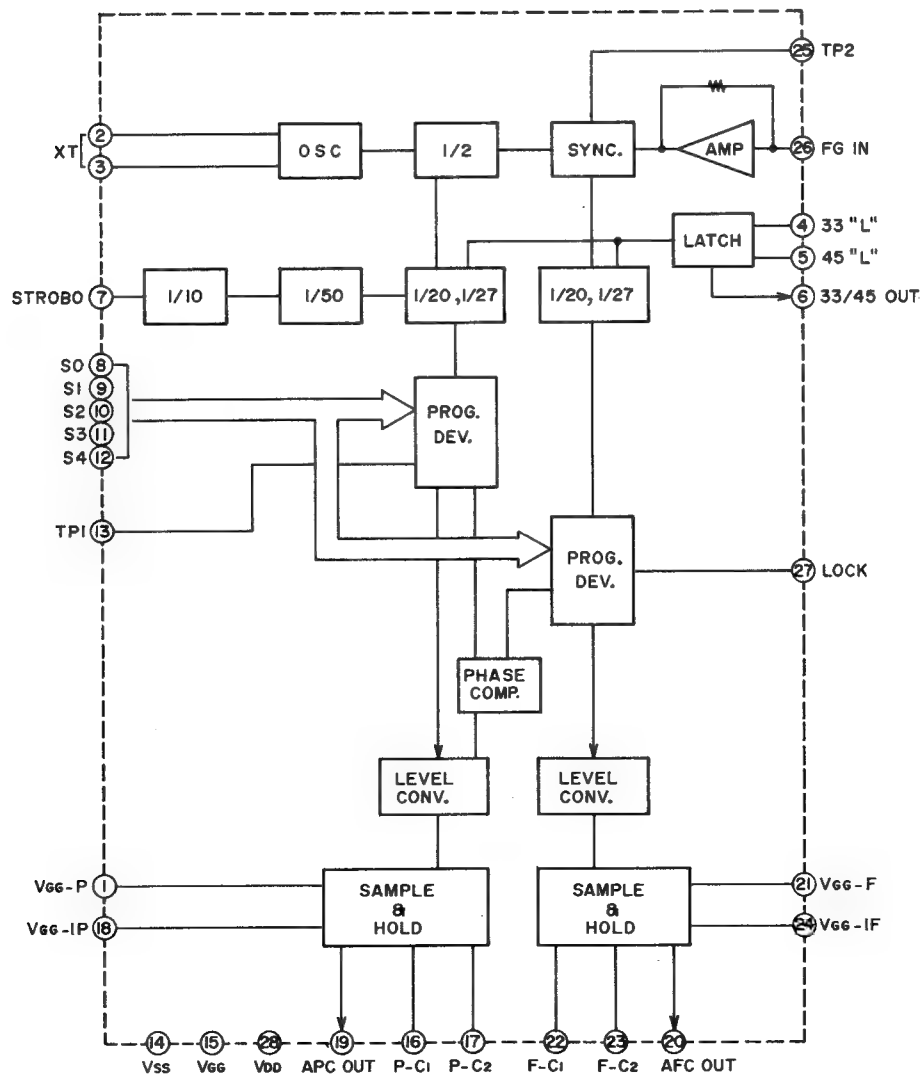 25 TP2
XT
2
3
OSC
1/2
SYNC.
AMP
26 FG IN
LATCH
4 33 "L"
5 45 "L"
6 33/45 OUT
STROBO 7
1/10
1/50
1/20, 1/27
1/20, 1/27
S0 8
S1 9
S2 10
S3 11
S4 12
PROG.
DEV.
TP1 13
PROG.
DEV.
27 LOCK
PHASE
COMP.
LEVEL
CONV.
LEVEL
CONV.
VGG-P 1
VGG-IP 18
SAMPLE
&
HOLD
SAMPLE
&
HOLD
21 VGG-F
24 VGG-IF
14 15 28 19 16 17 22 23 20
VSS VGG VDD APC OUT P-C1 P-C2 F-C1 F-C2 AFC OUT